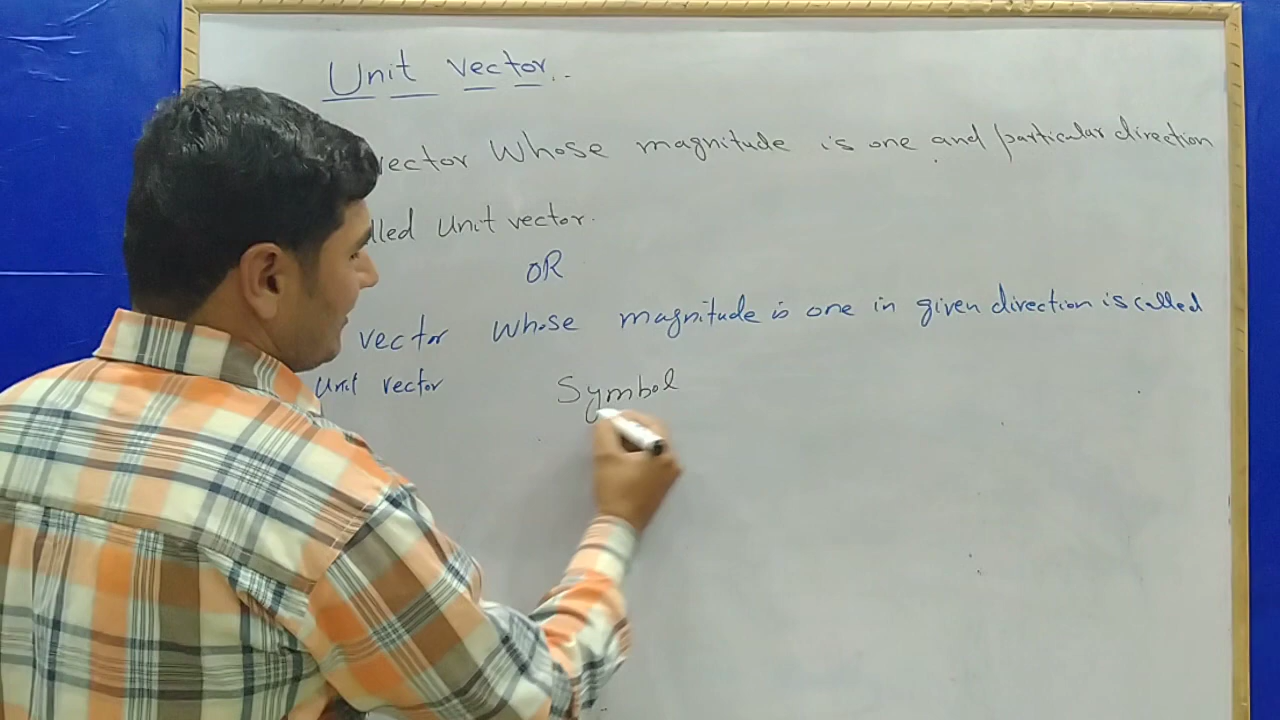 Unit vector..
vector whose magnitude is one and particular direction
lled unit vector.
OR
vector whose magnitude is one in given direction is called
unit vector Symbol